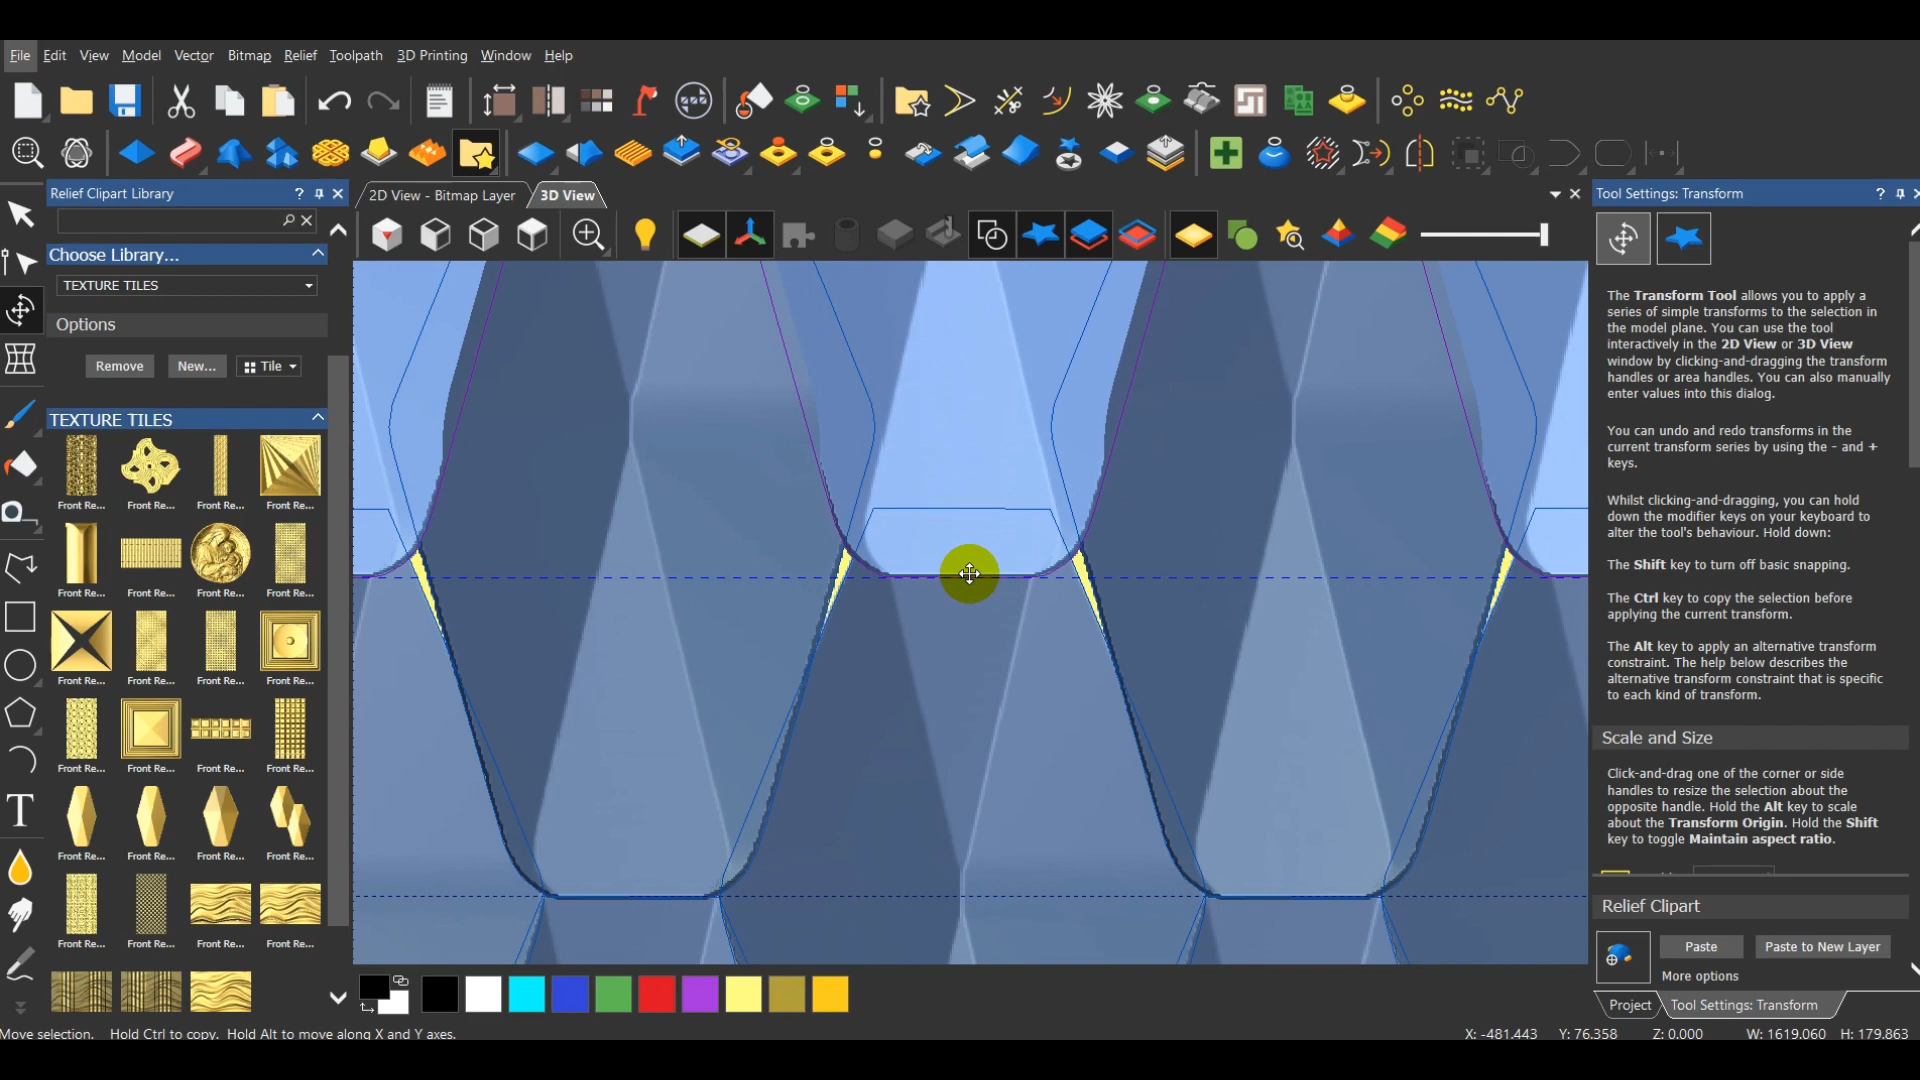 File Edit View Model Vector Bitmap Relief Toolpath 3D Printing Window Help
Relief Clipart Library
2D View - Bitmap Layer
3D View
Tool Settings: Transform
Choose Library...
TEXTURE TILES
Options
Remove New... Tile
TEXTURE TILES
Front Re... Front Re... Front Re... Front Re...
Front Re... Front Re... Front Re... Front Re...
Front Re... Front Re... Front Re... Front Re...
Front Re... Front Re... Front Re... Front Re...
Front Re... Front Re... Front Re... Front Re...
Front Re... Front Re... Front Re... Front Re...
The Transform Tool allows you to apply a
series of simple transforms to the selection in
the model plane. You can use the tool
interactively in the 2D View or 3D View
window by clicking-and-dragging the transform
handles or area handles. You can also manually
enter values into this dialog.
You can undo and redo transforms in the
current transform series by using the - and +
keys.
Whilst clicking-and-dragging, you can hold
down the modifier keys on your keyboard to
alter the tool's behaviour. Hold down:
The Shift key to turn off basic snapping.
The Ctrl key to copy the selection before
applying the current transform.
The Alt key to apply an alternative transform
constraint. The help below describes the
alternative transform constraint that is specific
to each kind of transform.
Scale and Size
Click-and-drag one of the corner or side
handles to resize the selection about the
opposite handle. Hold the Alt key to scale
about the Transform Origin. Hold the Shift
key to toggle Maintain aspect ratio.
Relief Clipart
Paste Paste to New Layer
More options
Project Tool Settings: Transform
Move selection. Hold Ctrl to copy. Hold Alt to move along X and Y axes.
X: -481.443 Y: 76.358 Z: 0.000 W: 1619.060 H: 179.863